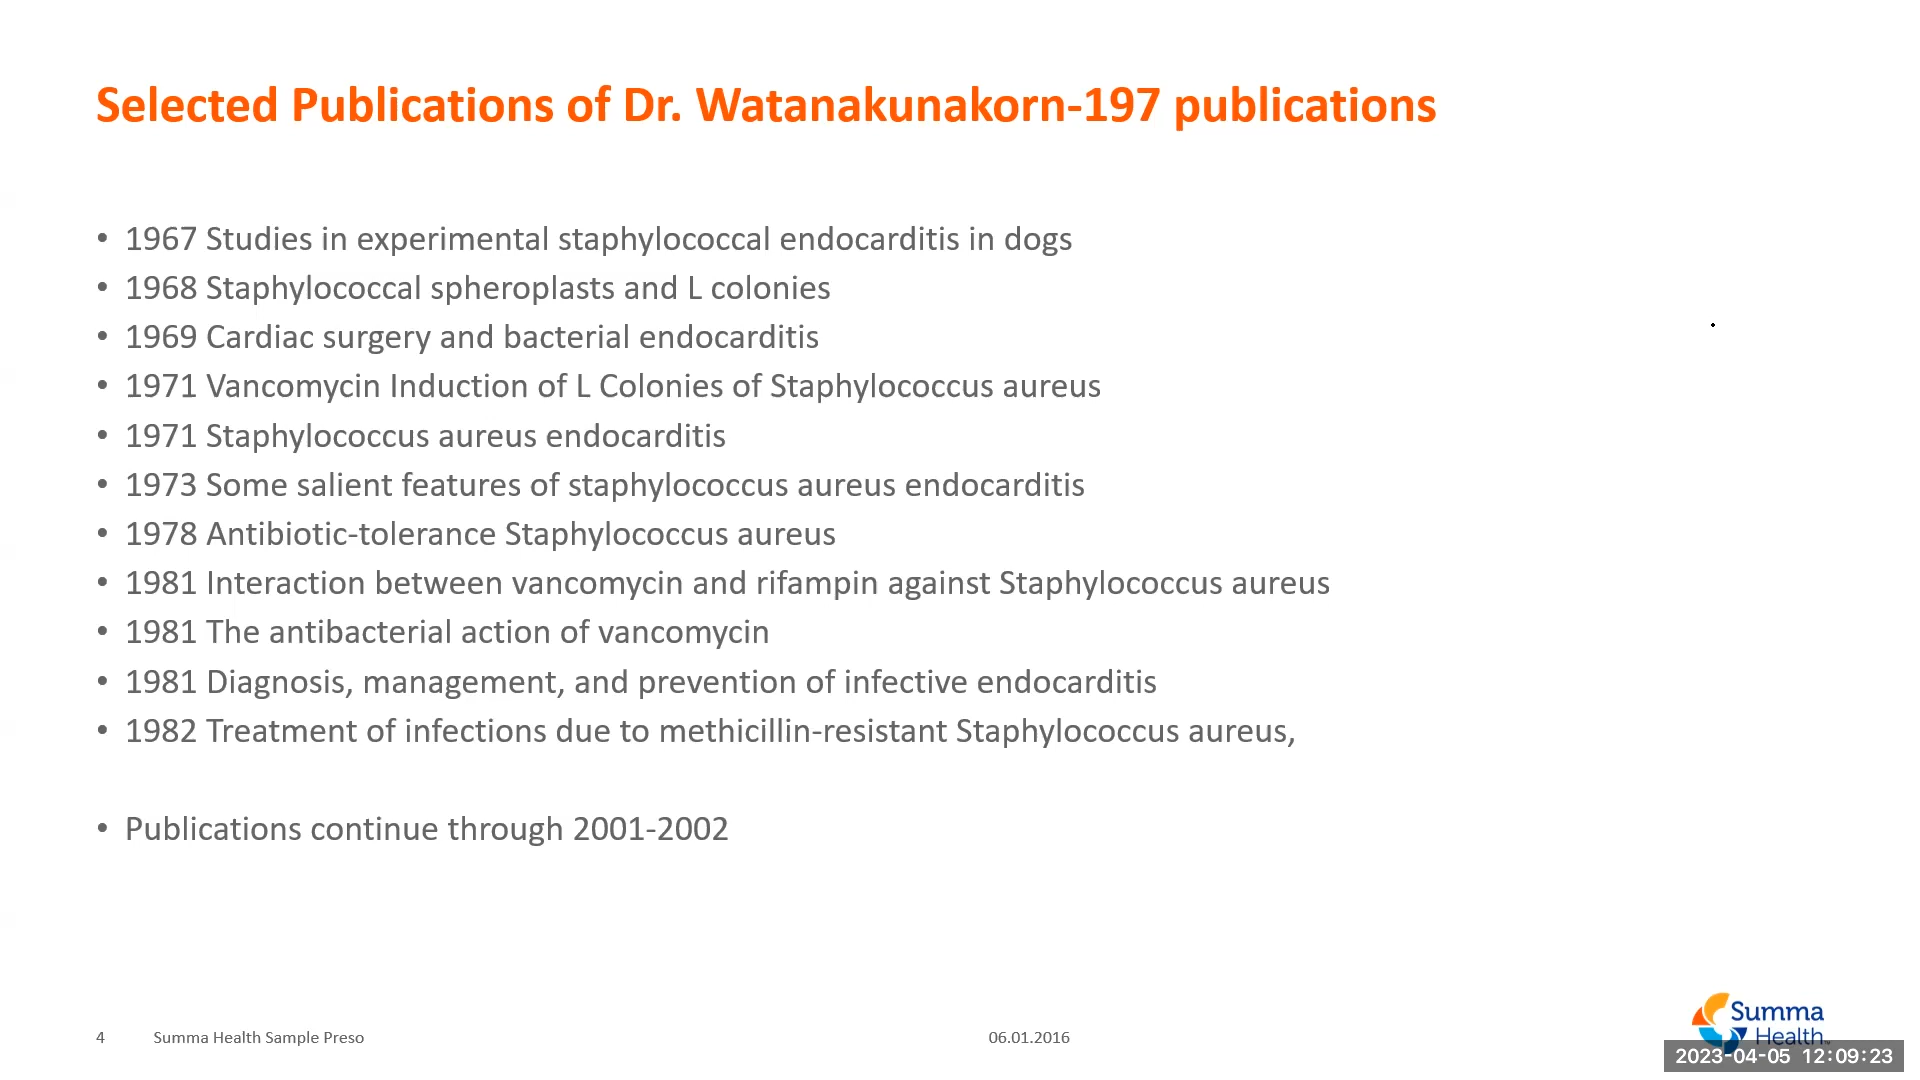 Selected Publications of Dr. Watanakunakorn-197 publications
• 1967 Studies in experimental staphylococcal endocarditis in dogs
• 1968 Staphylococcal spheroplasts and L colonies
• 1969 Cardiac surgery and bacterial endocarditis
• 1971 Vancomycin Induction of L Colonies of Staphylococcus aureus
• 1971 Staphylococcus aureus endocarditis
• 1973 Some salient features of staphylococcus aureus endocarditis
• 1978 Antibiotic-tolerance Staphylococcus aureus
• 1981 Interaction between vancomycin and rifampin against Staphylococcus aureus
• 1981 The antibacterial action of vancomycin
• 1981 Diagnosis, management, and prevention of infective endocarditis
• 1982 Treatment of infections due to methicillin-resistant Staphylococcus aureus,
• Publications continue through 2001-2002
4 Summa Health Sample Preso 06.01.2016
Summa
Health
2023-04-05 12:09:23